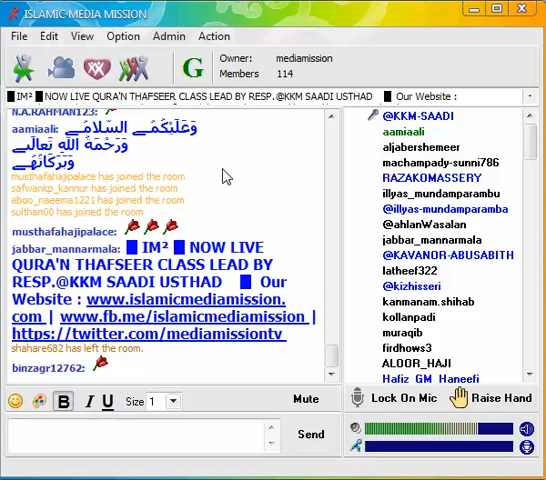 ISLAMIC MEDIA MISSION
File Edit View Option Admin Action
G
Owner: mediamission
Members 114
IM² NOW LIVE QURA'N THAFSEER CLASS LEAD BY RESP.@KKM SAADI USTHAD Our Website :
N.A.RAHMAN123:
aamiaali: وَعَلَيْكُمُـــ السَّلَامُـــے
وَرَحْمَةُ اللهِ تَعَالَـــے
وَبَرَكَاتُهُـــے
musthafahajipalace has joined the room
safwankp_kannur has joined the room
aboo_naeema1221 has joined the room
sulthan00 has joined the room
musthafahajipalace:
jabbar_mannarmala: IM² NOW LIVE
QURA'N THAFSEER CLASS LEAD BY
RESP.@KKM SAADI USTHAD Our
Website : www.islamicmediamission.
com | www.fb.me/islamicmediamission |
https://twitter.com/mediamissiontv
shahare682 has left the room.
binzagr12762:
@KKM-SAADI
aamiaali
aljabershemeer
machampady-sunni786
RAZAKOMASSERY
illyas_mundamparambu
@illyas-mundaparamba
@ahlanWasalan
jabbar_mannarmala
@KAVANOR-ABUSABITH
latheef322
@kizhisseri
kanmanam.shihab
kollanpadi
muraqib
firdhows3
ALOOR_HAJI
Hafiz_GM_Haneefi
B I U Size 1 Mute
Lock On Mic Raise Hand
Send